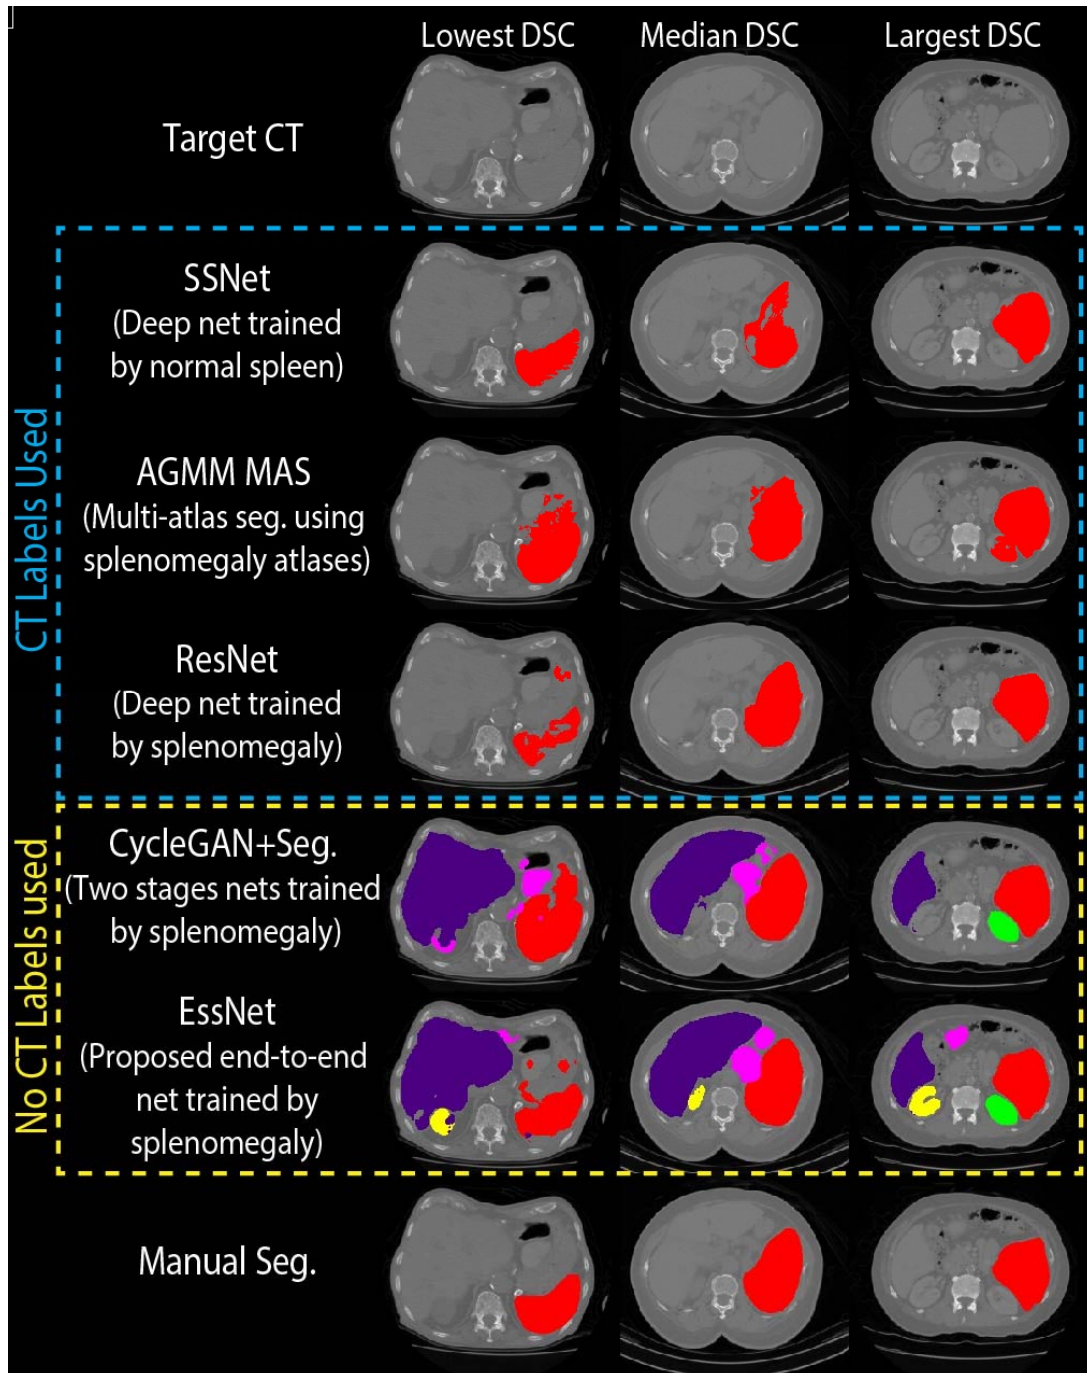 Lowest DSC
Median DSC
Largest DSC
Target CT
CT Labels Used
SSNet
(Deep net trained
by normal spleen)
AGMM MAS
(Multi-atlas seg. using
splenomegaly atlases)
ResNet
(Deep net trained
by splenomegaly)
No CT Labels used
CycleGAN+Seg.
(Two stages nets trained
by splenomegaly)
EssNet
(Proposed end-to-end
net trained by
splenomegaly)
Manual Seg.